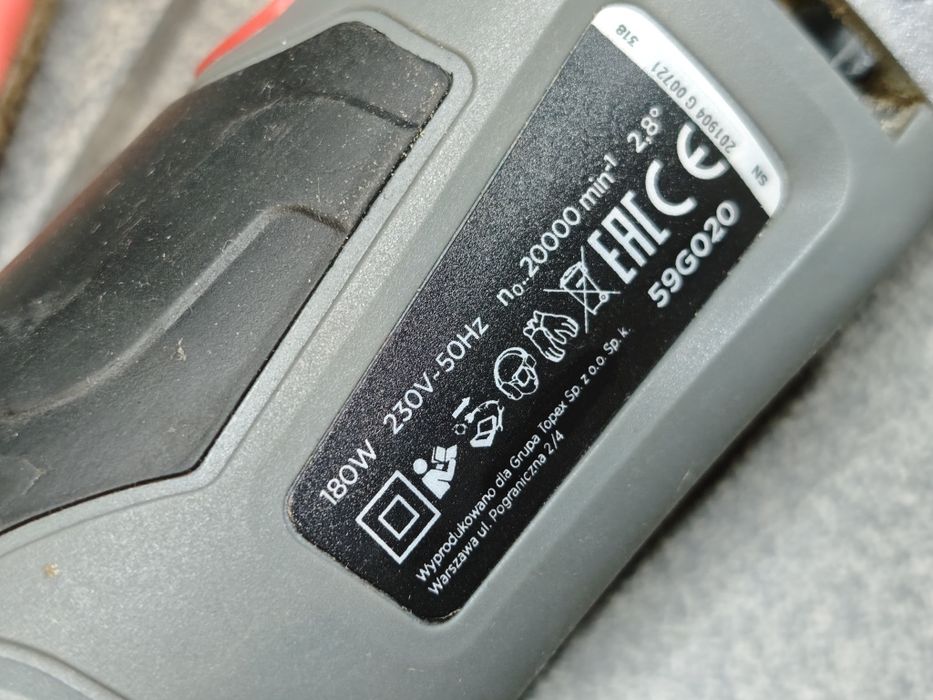 318
SN 201904 G 00721
180W 230V~50Hz n₀..20000 min⁻¹ 2,8°
EAC CE
59G020
Wyprodukowano dla Grupa Topex Sp. z o.o. Sp. k.
Warszawa ul. Pograniczna 2/4